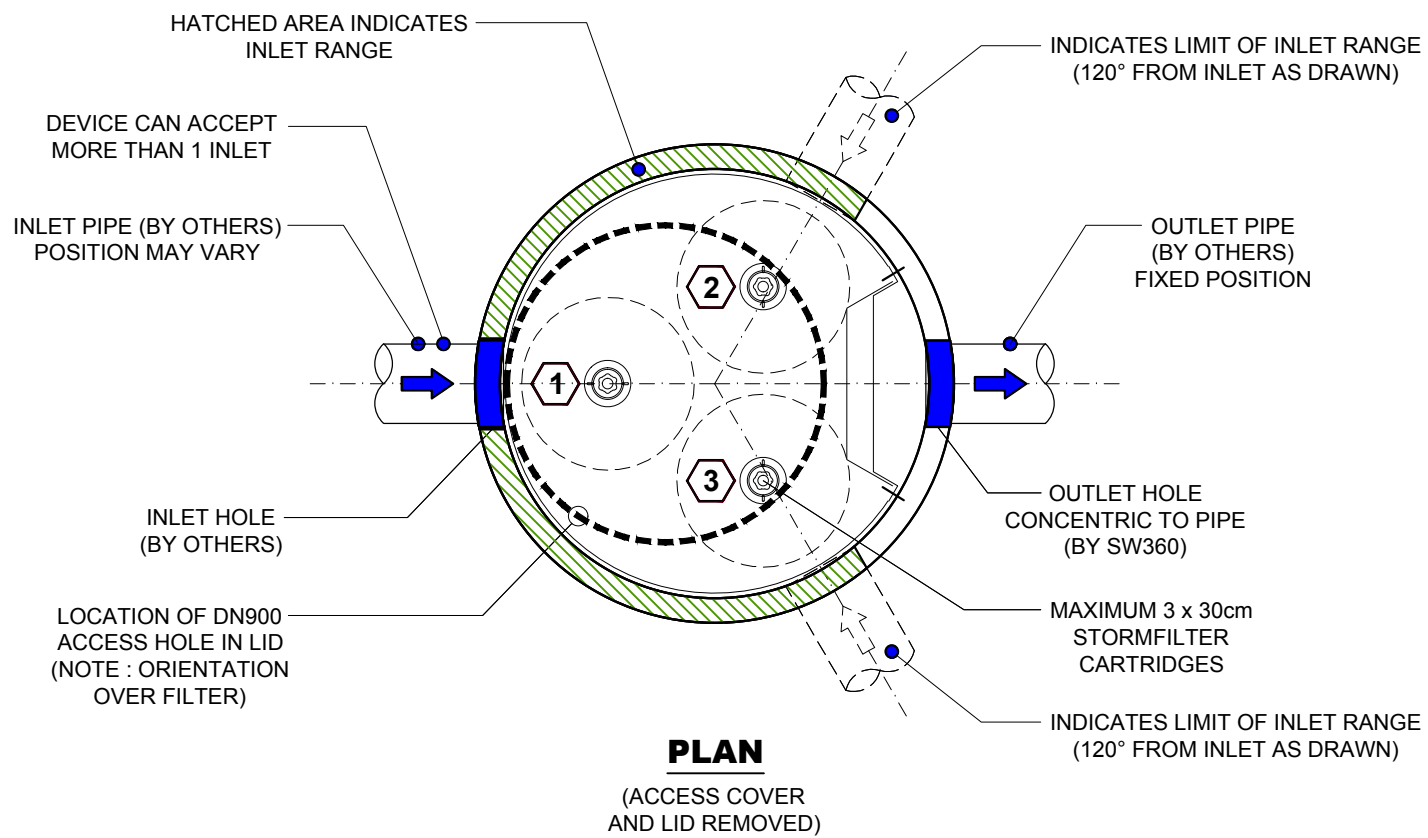 HATCHED AREA INDICATES
INLET RANGE
DEVICE CAN ACCEPT
MORE THAN 1 INLET
INLET PIPE (BY OTHERS)
POSITION MAY VARY
INLET HOLE
(BY OTHERS)
LOCATION OF DN900
ACCESS HOLE IN LID
(NOTE : ORIENTATION
OVER FILTER)
1
2
3
INDICATES LIMIT OF INLET RANGE
(120° FROM INLET AS DRAWN)
OUTLET PIPE
(BY OTHERS)
FIXED POSITION
OUTLET HOLE
CONCENTRIC TO PIPE
(BY SW360)
MAXIMUM 3 x 30cm
STORMFILTER
CARTRIDGES
INDICATES LIMIT OF INLET RANGE
(120° FROM INLET AS DRAWN)
PLAN
(ACCESS COVER
AND LID REMOVED)